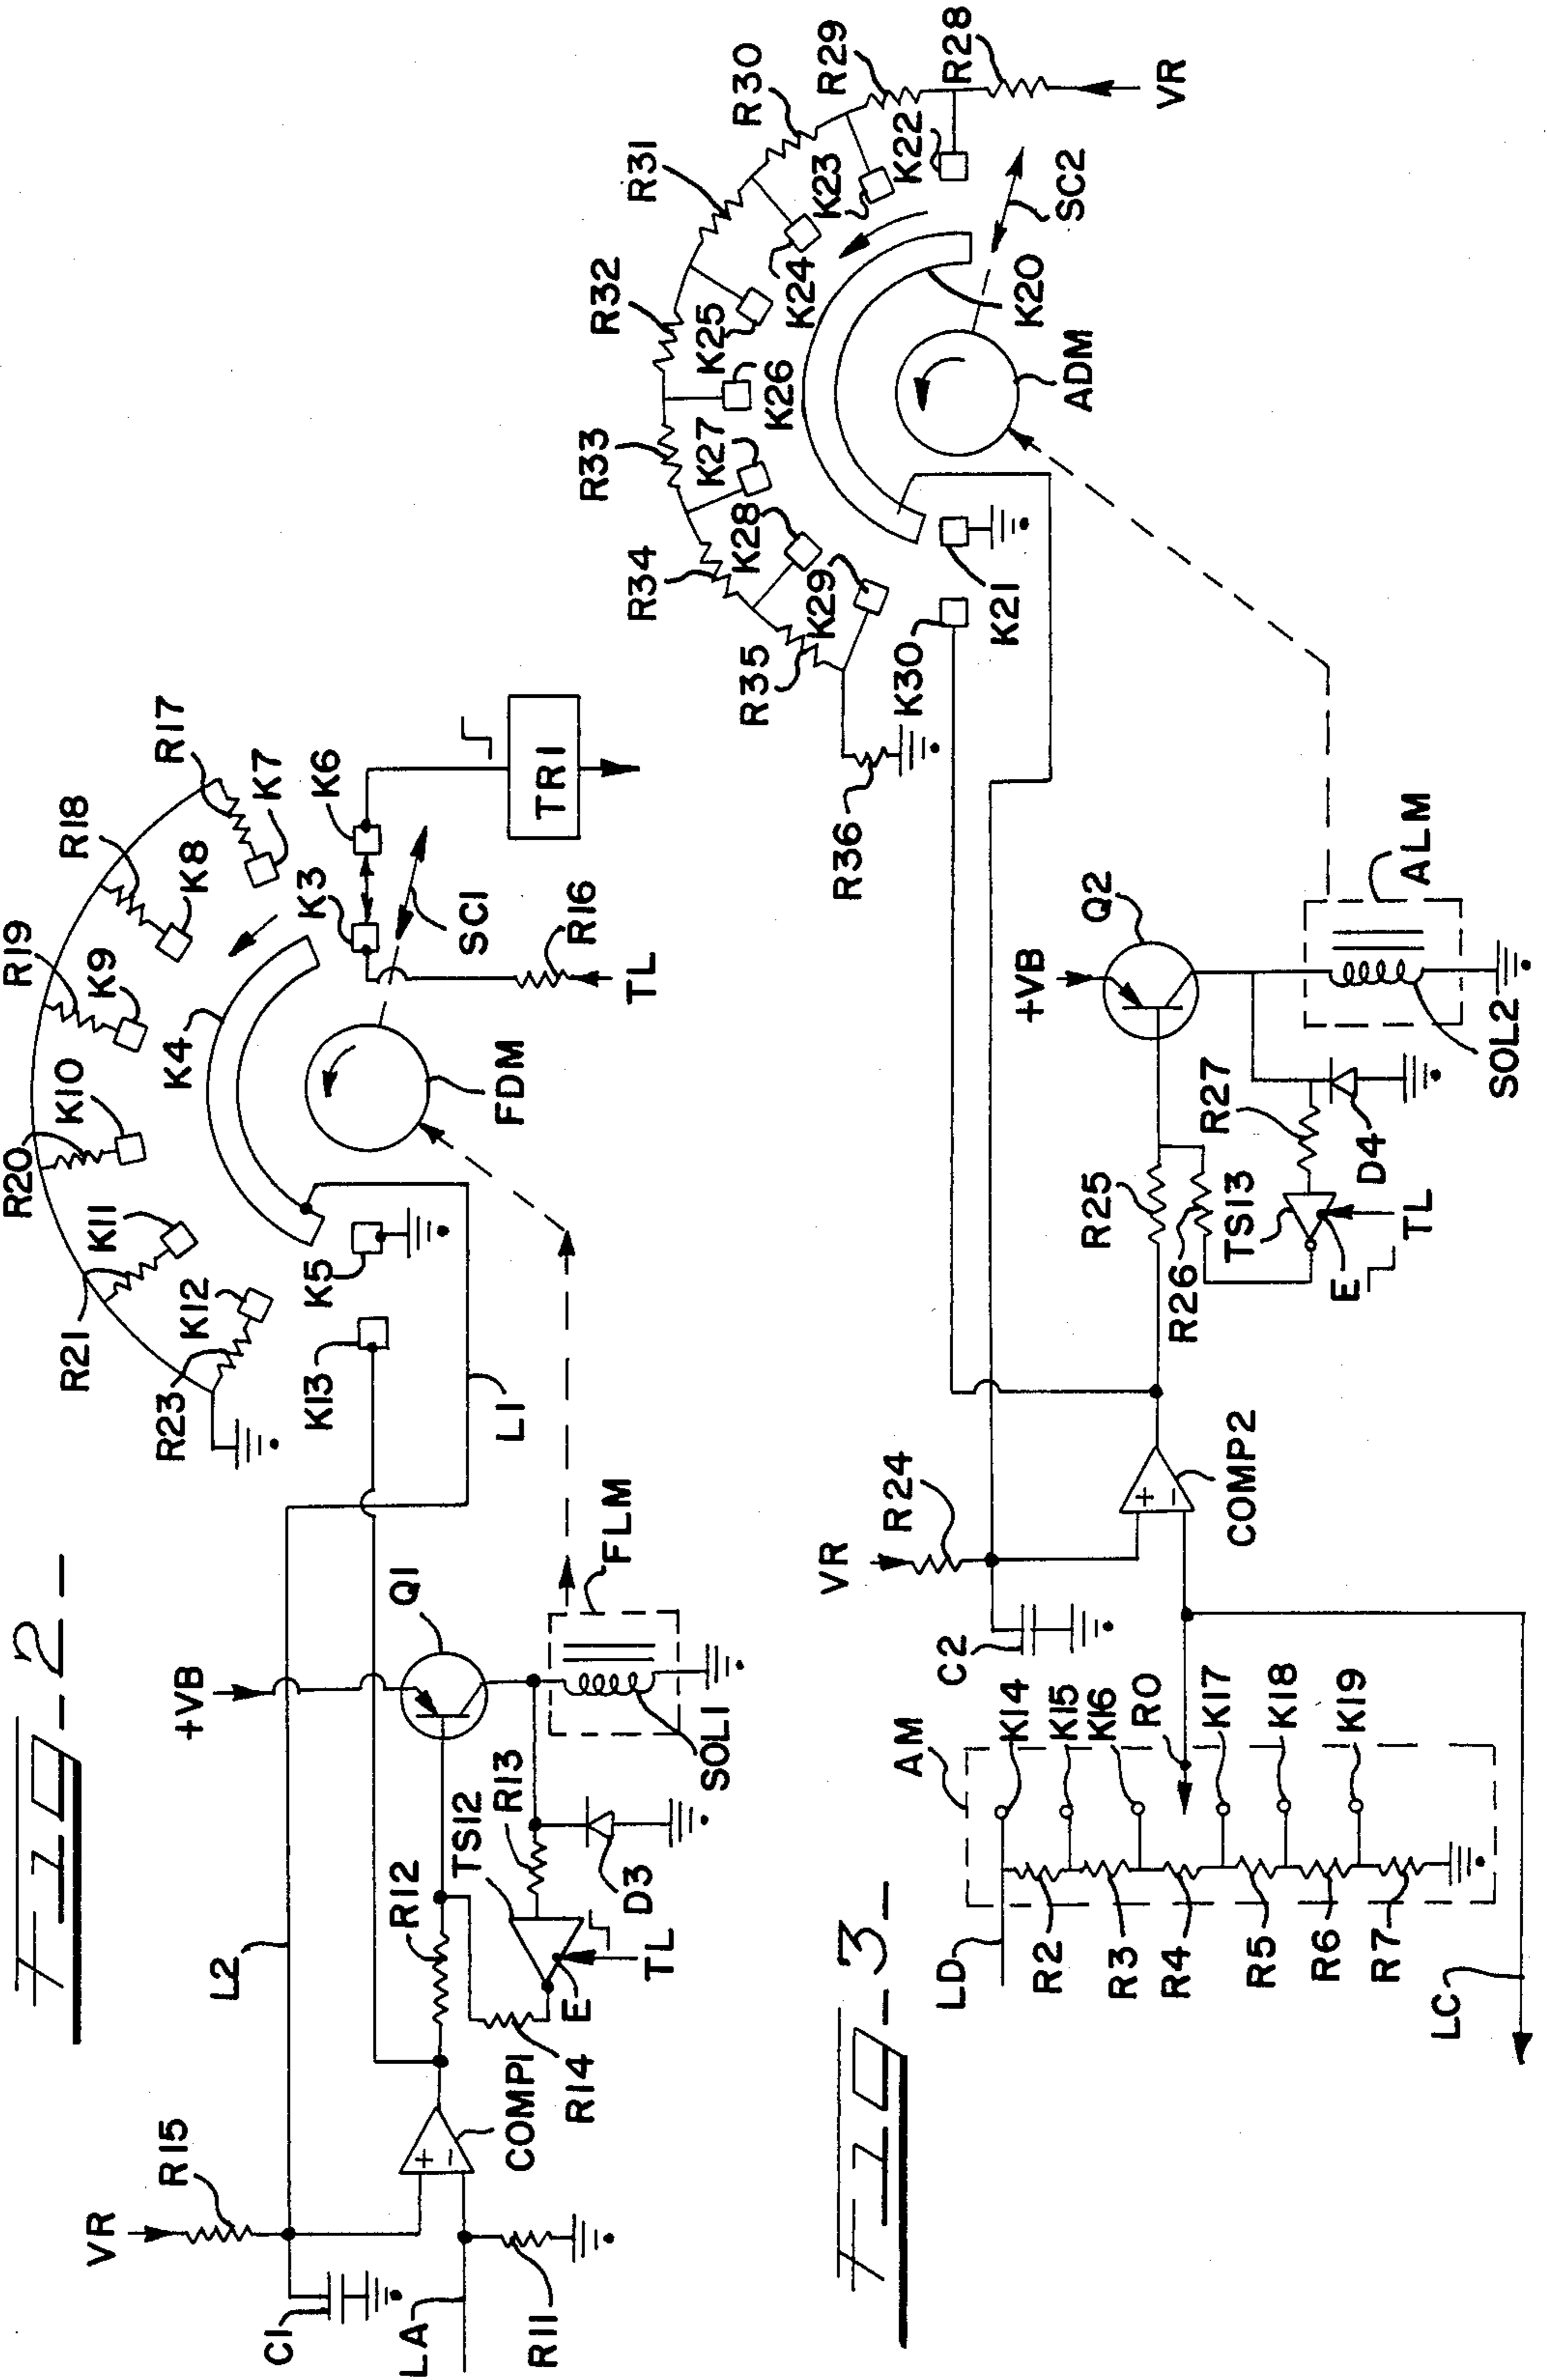 Fig-2-
VR
R15
C1
LA
R11
COMP1
+
-
L2
R14
E
TL
R12
TS12
R13
D3
+VB
Q1
SOL1
FLM
L1
K13
K5
R23
K12
R21
K11
R20
K10
K4
R19
K9
R18
K8
R17
K7
K6
K3
SC1
R16
TL
FDM
TR1
Fig-3-
LD
AM
R2
R3
R4
R5
R6
R7
K14
K15
K16
R0
K17
K18
K19
LC
C2
VR
R24
COMP2
+
-
R25
R26
TS13
E
TL
R27
D4
+VB
Q2
ALM
SOL2
R36
K30
K21
R35
K29
R34
K28
R33
K27
K26
R32
K25
R31
K24
R30
K23
R29
K22
R28
VR
SC2
K20
ADM